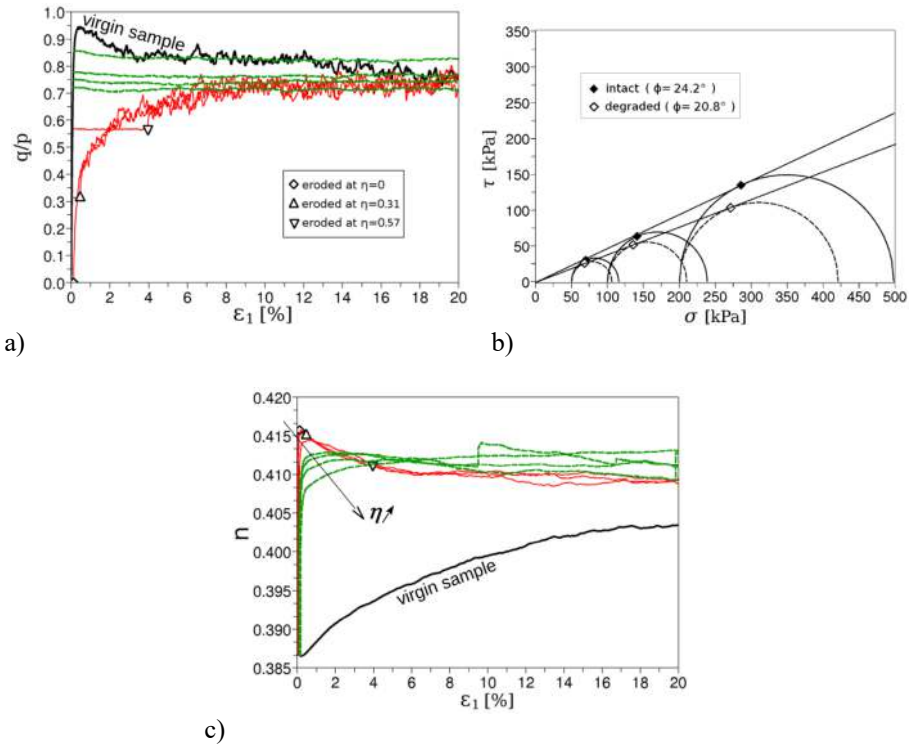 virgin sample
1.0
0.9
0.8
0.7
0.6
0.5
0.4
0.3
0.2
0.1
0.0
q/p
eroded at η=0
eroded at η=0.31
eroded at η=0.57
0 2 4 6 8 10 12 14 16 18 20
ε₁ [%]
a)
350
300
250
200
150
100
50
0
τ [kPa]
intact ( ϕ= 24.2°)
degraded ( ϕ= 20.8°)
0 50 100 150 200 250 300 350 400 450 500
σ [kPa]
b)
0.420
0.415
0.410
0.405
0.400
0.395
0.390
0.385
n
η↗
virgin sample
0 2 4 6 8 10 12 14 16 18 20
ε₁ [%]
c)